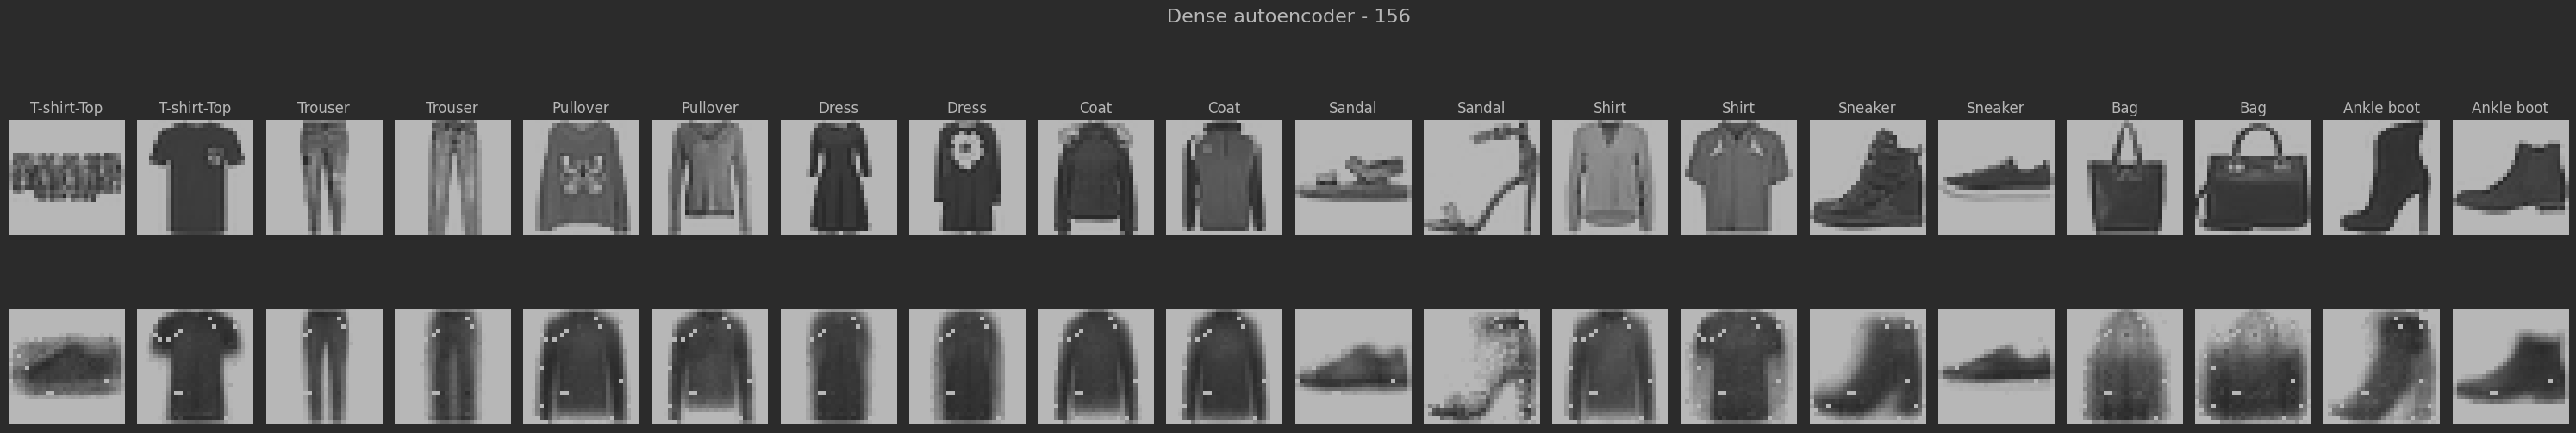 Dense autoencoder - 156
T-shirt-Top T-shirt-Top Trouser Trouser Pullover Pullover Dress Dress Coat Coat Sandal Sandal Shirt Shirt Sneaker Sneaker Bag Bag Ankle boot Ankle boot